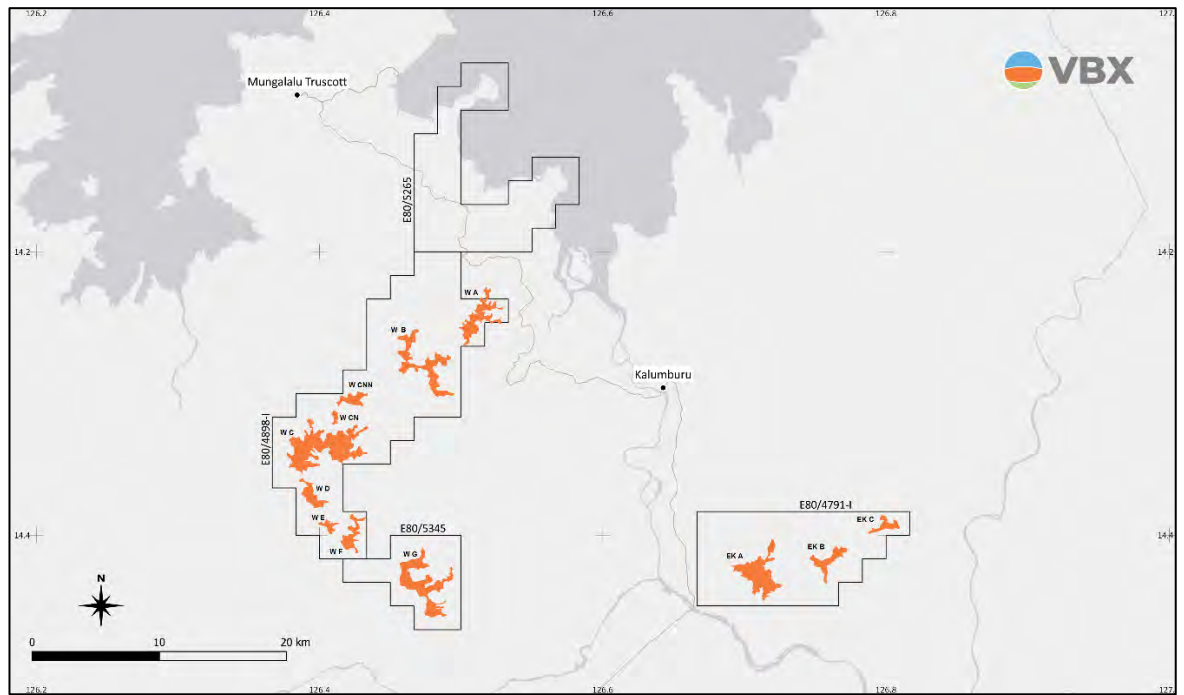 126.2
126.4
126.6
126.8
127.
VBX
Mungalalu Truscott
E80/5265
14.2
14.2
W A
W B
Kalumburu
W CNN
W CN
W C
E80/4898-I
W D
W E
W F
E80/5345
W G
E80/4791-I
EK C
EK B
EK A
14.4
14.4
N
0 10 20 km
126.2
126.4
126.6
126.8
127.